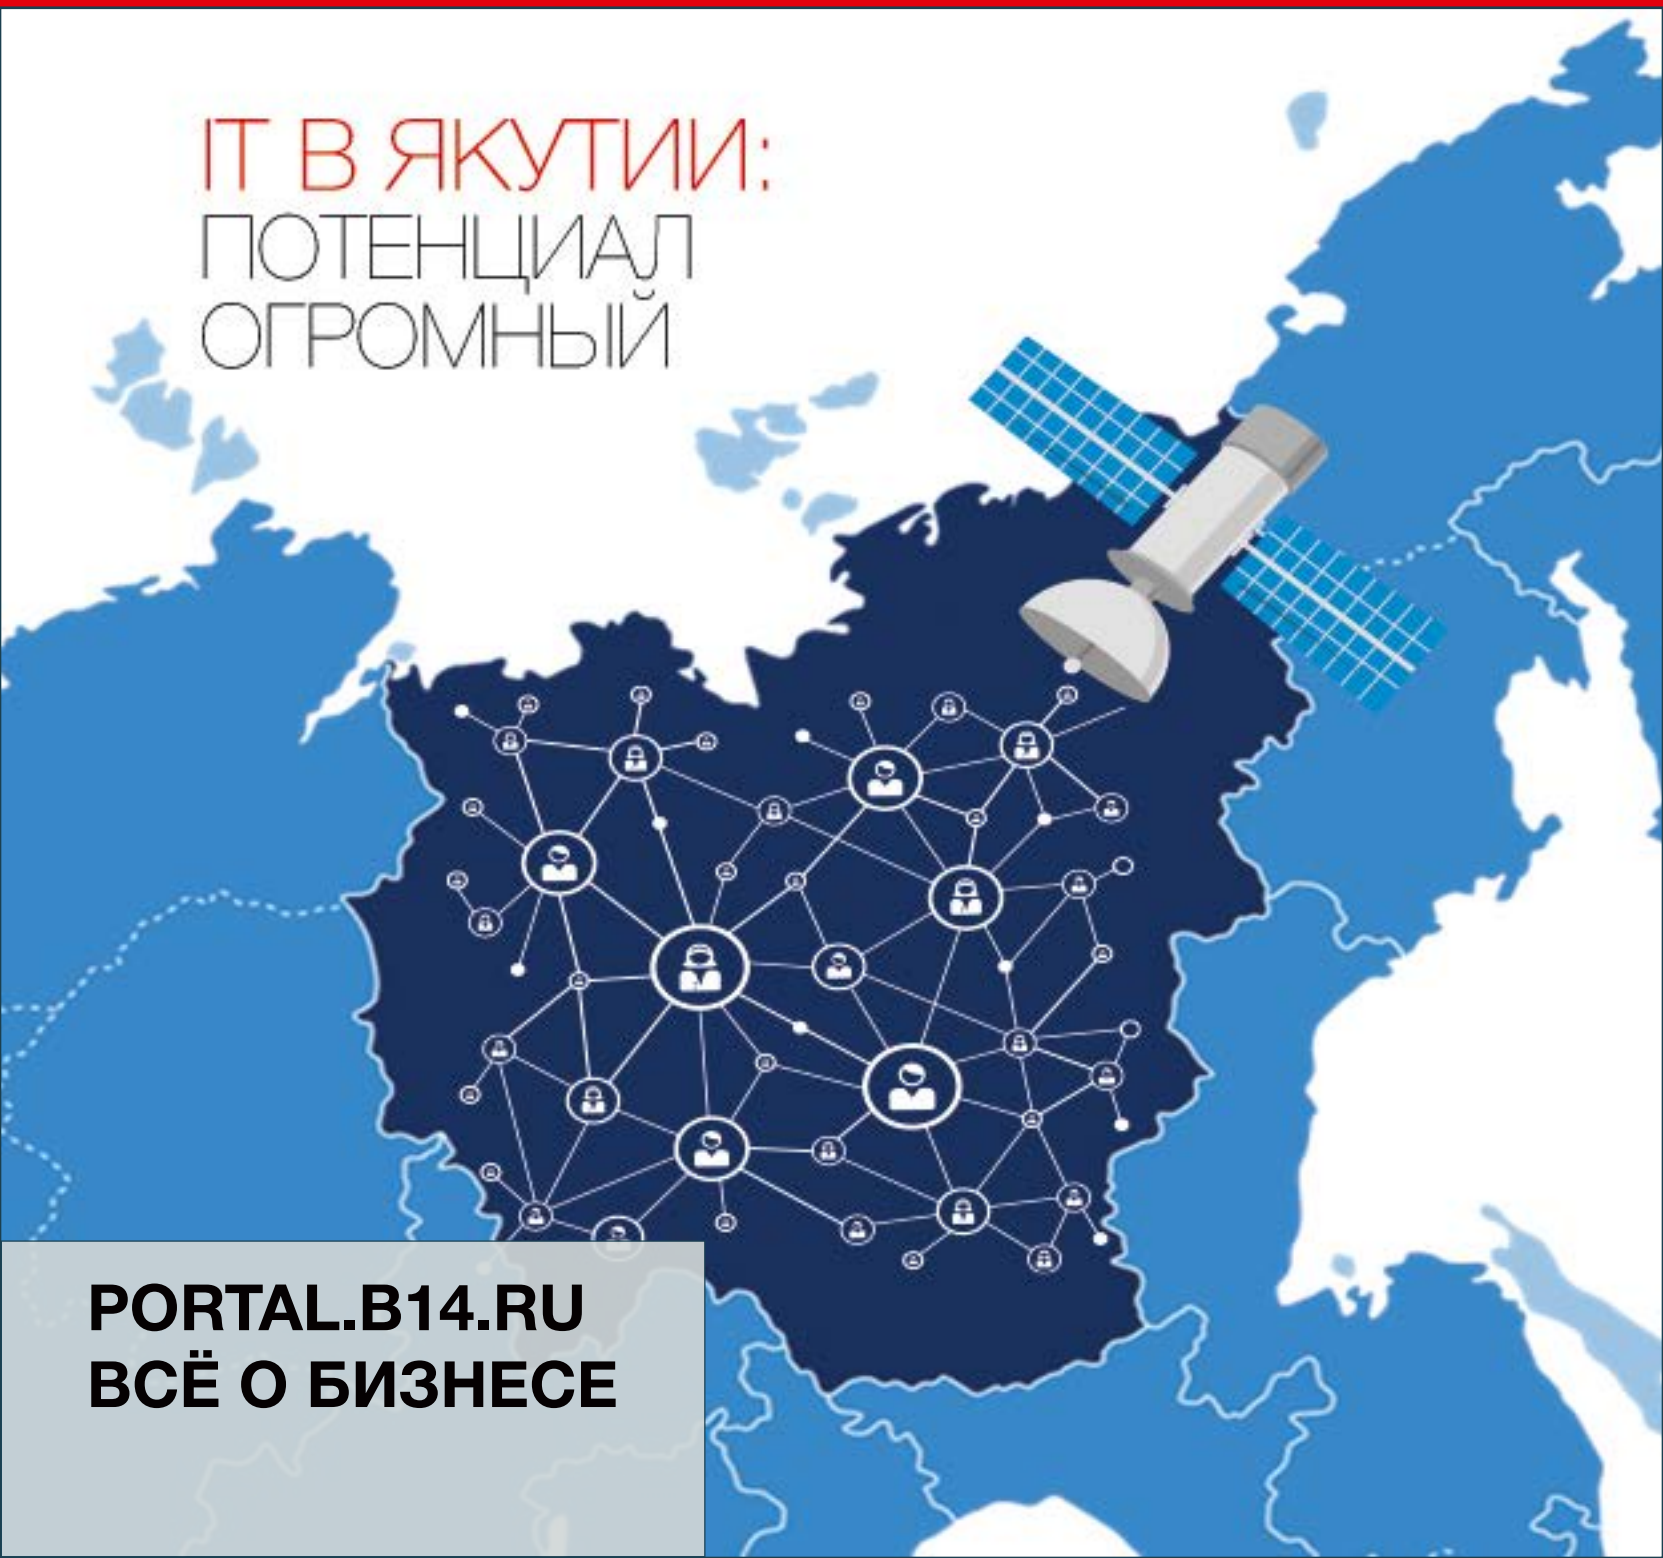 IT В ЯКУТИИ:
ПОТЕНЦИАЛ
ОГРОМНЫЙ
PORTAL.B14.RU
ВСЁ О БИЗНЕСЕ